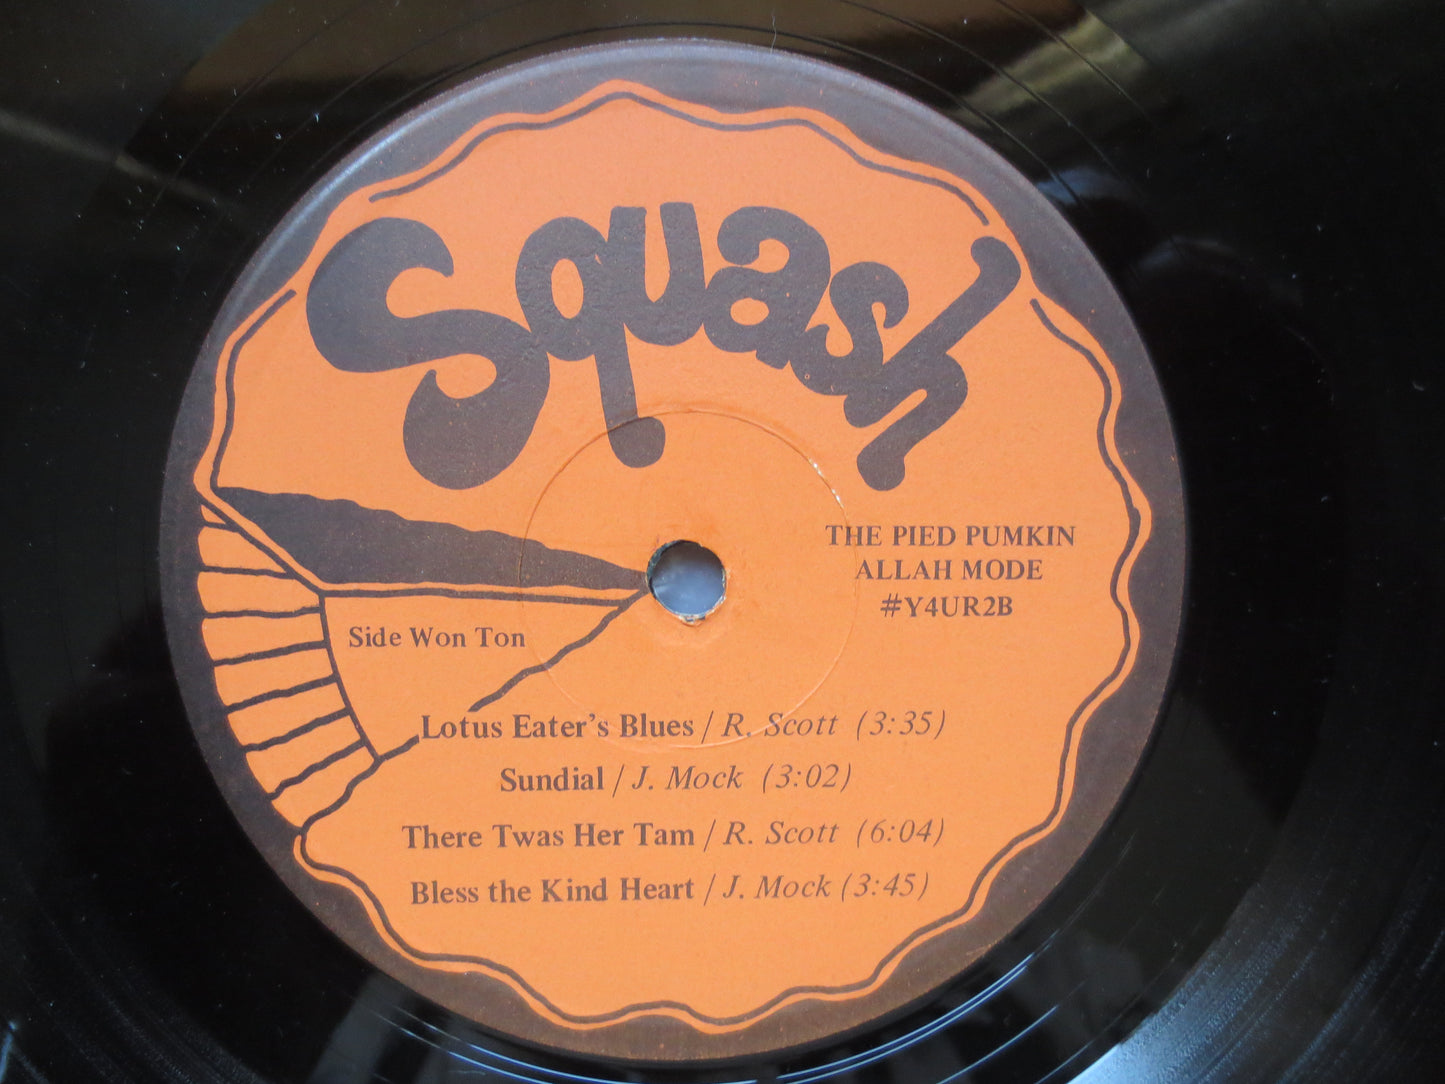 Squash
THE PIED PUMKIN
ALLAH MODE
#Y4UR2B
Side Won Ton
Lotus Eater's Blues / R. Scott (3:35)
Sundial / J. Mock (3:02)
There Twas Her Tam / R. Scott (6:04)
Bless the Kind Heart / J. Mock (3:45)